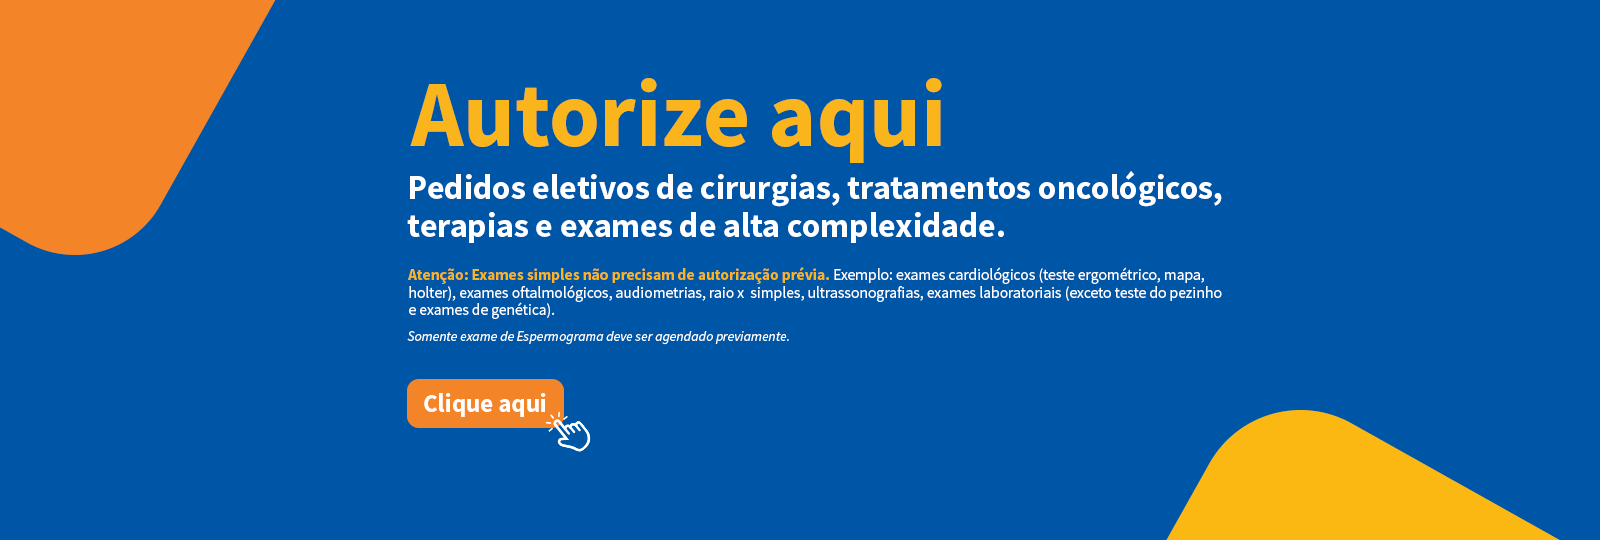 Autorize aqui
Pedidos eletivos de cirurgias, tratamentos oncológicos,
terapias e exames de alta complexidade.
Atenção: Exames simples não precisam de autorização prévia. Exemplo: exames cardiológicos (teste ergométrico, mapa,
holter), exames oftalmológicos, audiometrias, raio x  simples, ultrassonografias, exames laboratoriais (exceto teste do pezinho
e exames de genética).
Somente exame de Espermograma deve ser agendado previamente.
Clique aqui